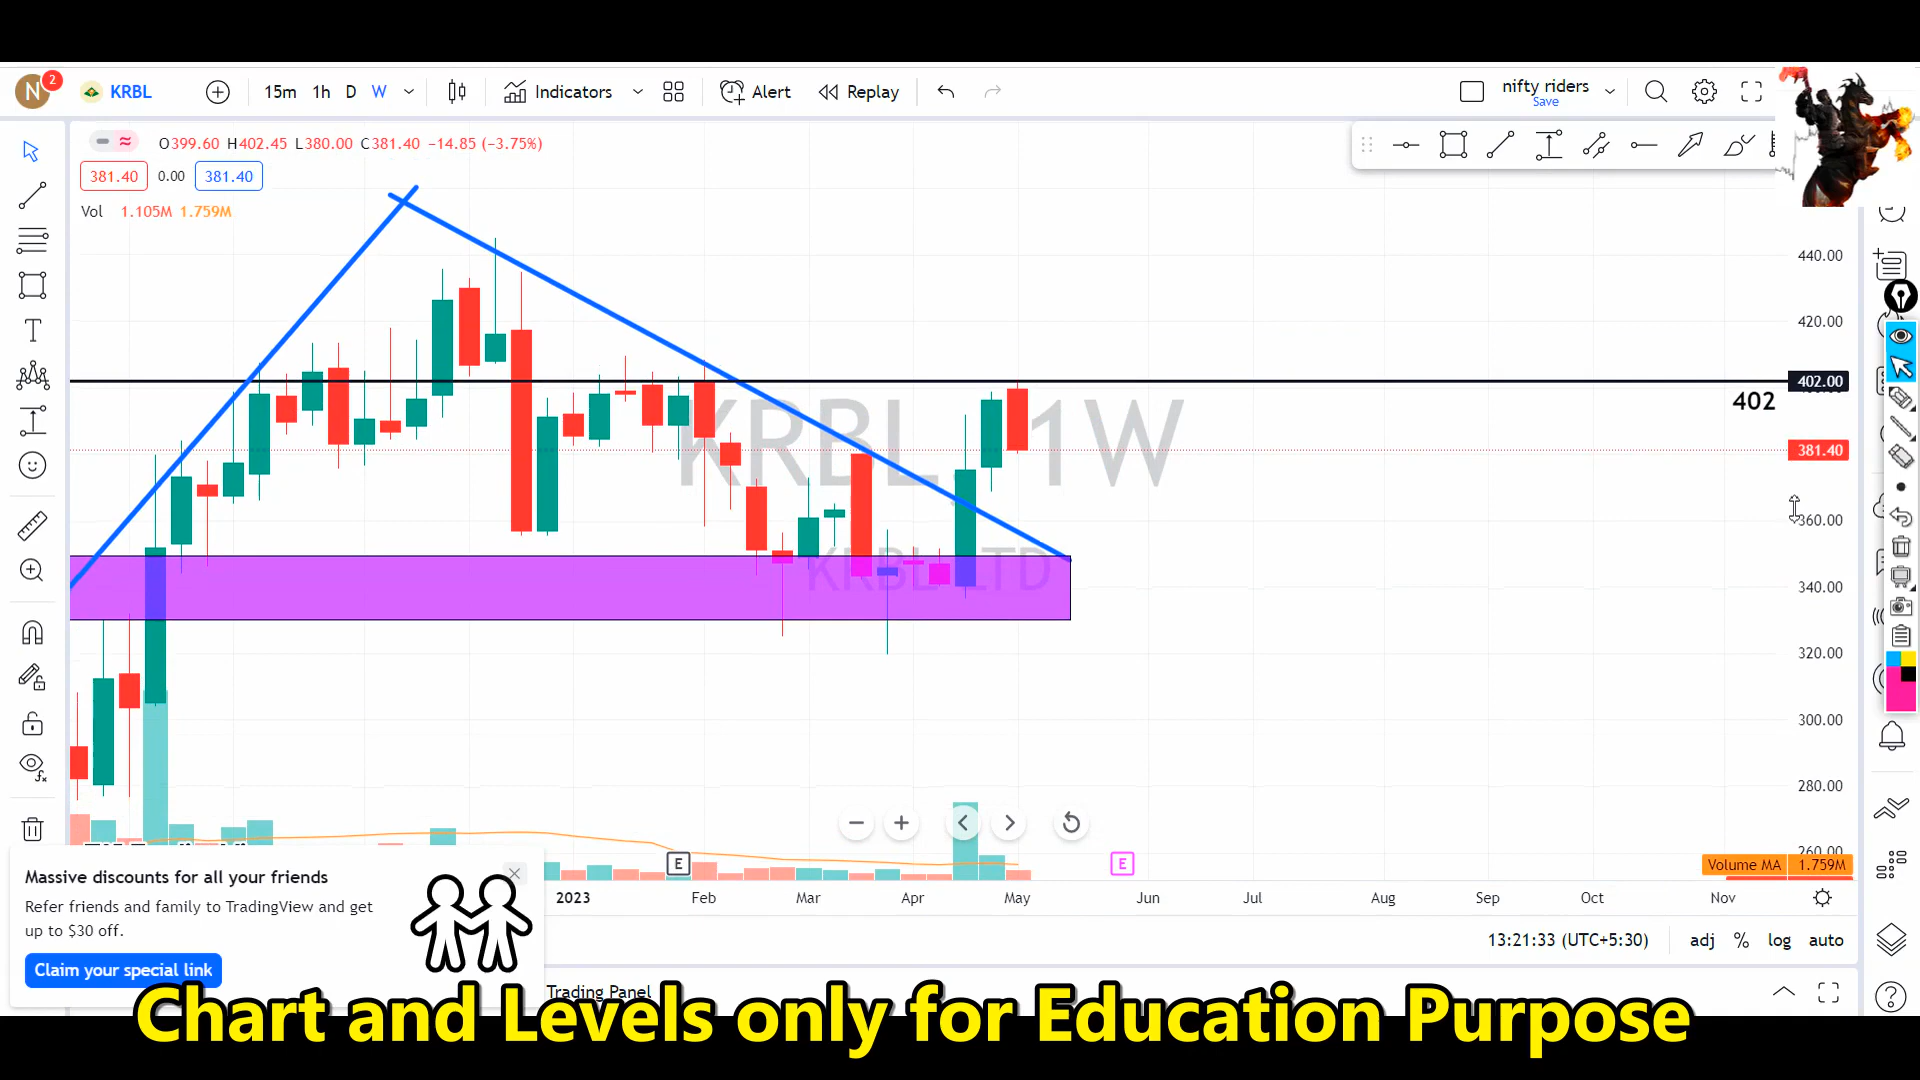 N 2 KRBL 15m 1h D W Indicators Alert Replay nifty riders
Save
O399.60 H402.45 L380.00 C381.40 −14.85 (−3.75%)
381.40 0.00 381.40
Vol 1.105M 1.759M
440.00
420.00
402.00
402
KRBL, 1W
381.40
360.00
KRBL LTD
340.00
320.00
300.00
280.00
260.00
E E
Volume MA 1.759M
2023 Feb Mar Apr May Jun Jul Aug Sep Oct Nov
Massive discounts for all your friends
Refer friends and family to TradingView and get
up to $30 off.
Claim your special link
13:21:33 (UTC+5:30) adj % log auto
Trading Panel
Chart and Levels only for Education Purpose